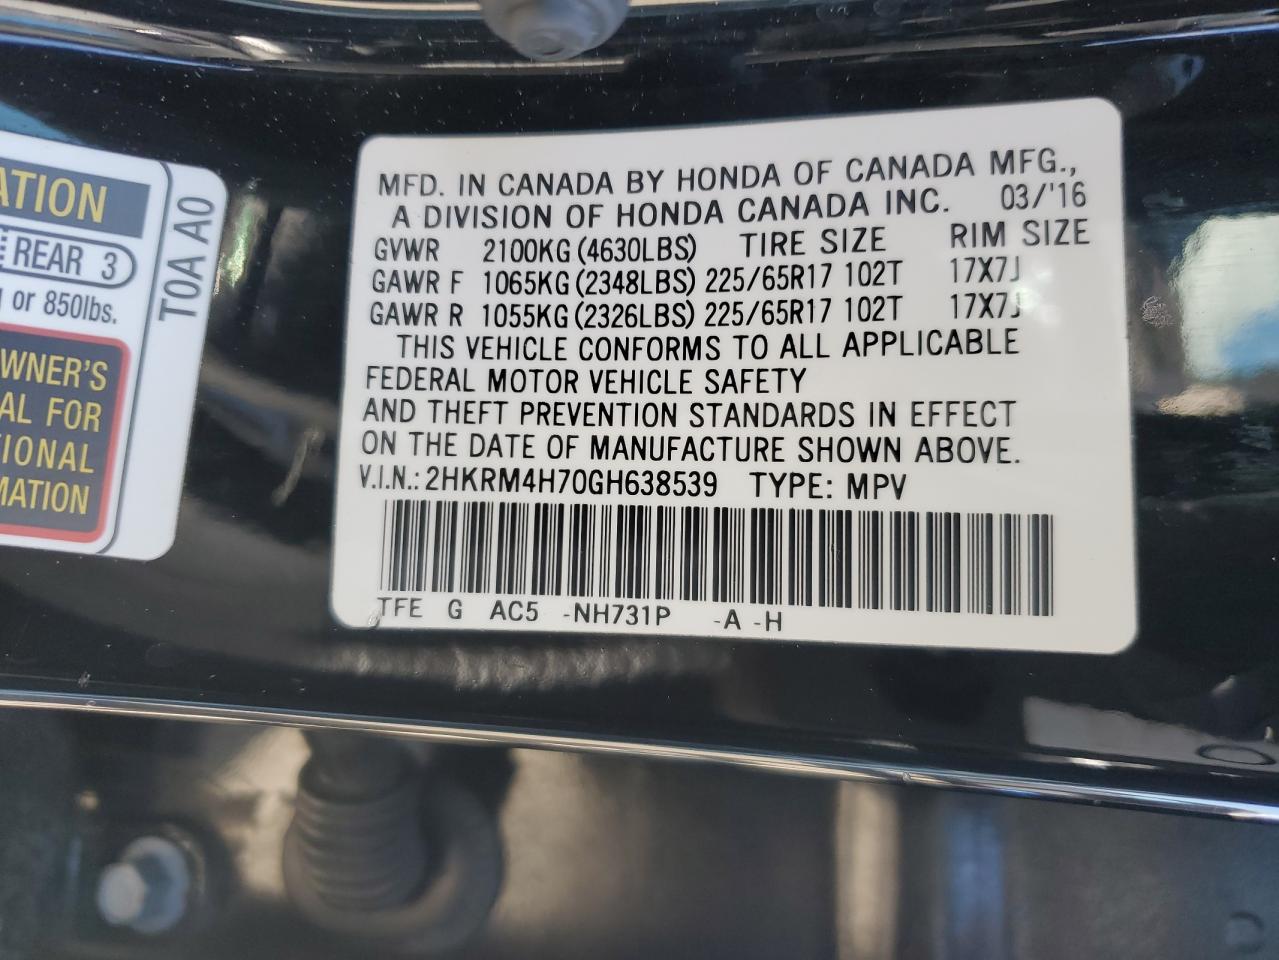 ATION
REAR 3
or 850lbs.
WNER'S
AL FOR
IONAL
MATION
T0A A0
MFD. IN CANADA BY HONDA OF CANADA MFG.,
A DIVISION OF HONDA CANADA INC. 03/'16
GVWR 2100KG (4630LBS) TIRE SIZE RIM SIZE
GAWR F 1065KG (2348LBS) 225/65R17 102T 17X7J
GAWR R 1055KG (2326LBS) 225/65R17 102T 17X7J
THIS VEHICLE CONFORMS TO ALL APPLICABLE
FEDERAL MOTOR VEHICLE SAFETY
AND THEFT PREVENTION STANDARDS IN EFFECT
ON THE DATE OF MANUFACTURE SHOWN ABOVE.
V.I.N.: 2HKRM4H70GH638539 TYPE: MPV
TFE G AC5 -NH731P -A -H